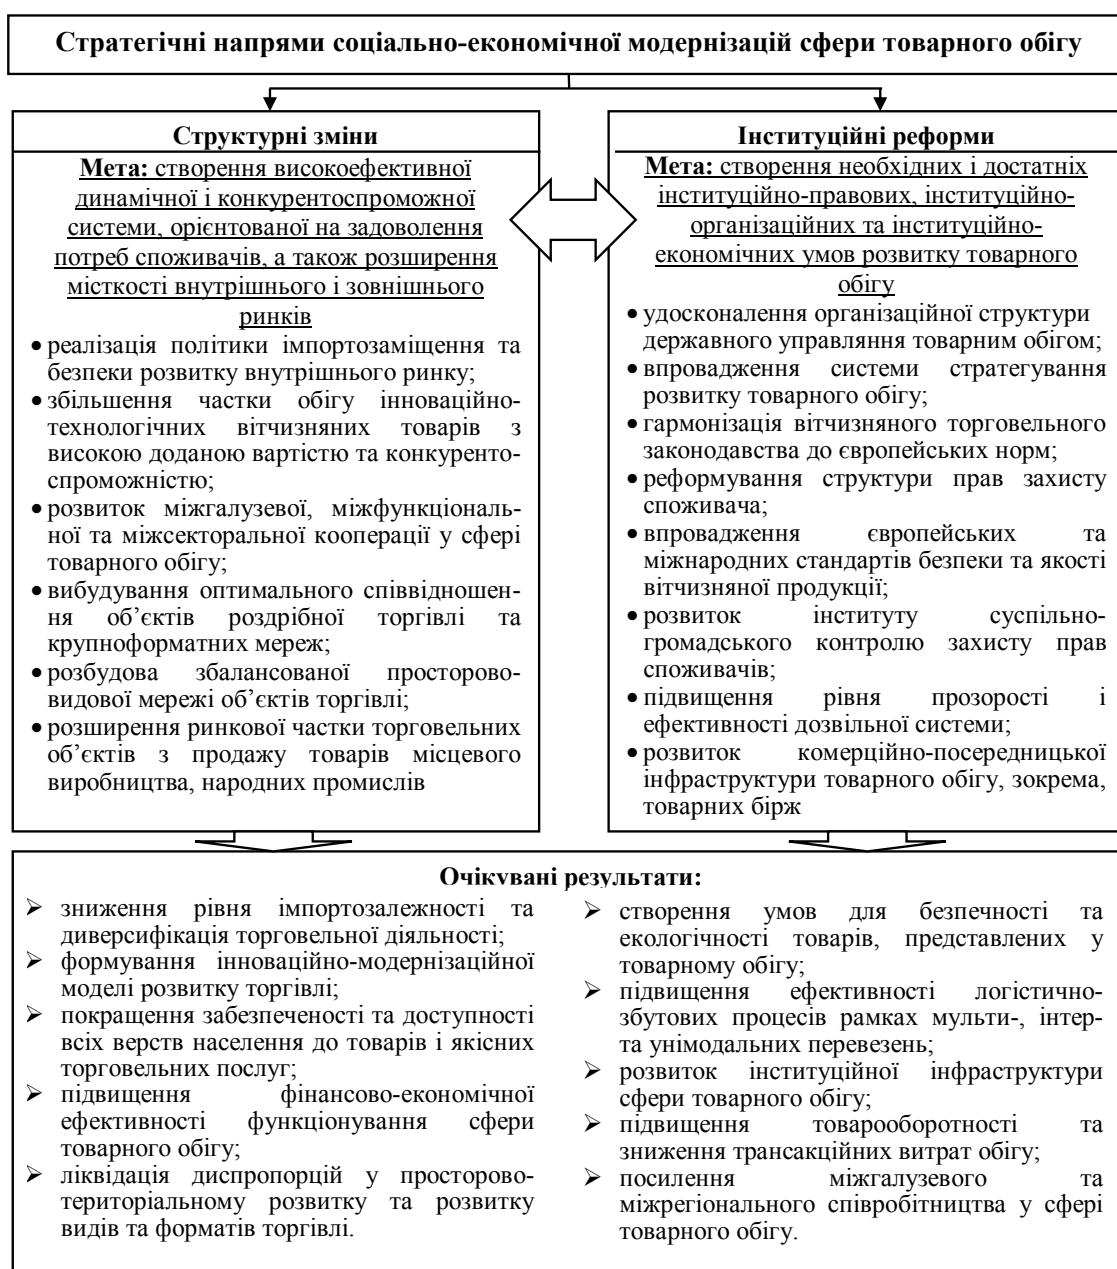 Стратегічні напрями соціально-економічної модернізацій сфери товарного обігу
Структурні зміни
Мета: створення високоефективної
динамічної і конкурентоспроможної
системи, орієнтованої на задоволення
потреб споживачів, а також розширення
місткості внутрішнього і зовнішнього
ринків
• реалізація політики імпортозаміщення та
безпеки розвитку внутрішнього ринку;
• збільшення частки обігу інноваційно-
технологічних вітчизняних товарів з
високою доданою вартістю та конкуренто-
спроможністю;
• розвиток міжгалузевої, міжфункціональ-
ної та міжсекторальної кооперації у сфері
товарного обігу;
• вибудування оптимального співвідношен-
ня об’єктів роздрібної торгівлі та
крупноформатних мереж;
• розбудова збалансованої просторово-
видової мережі об’єктів торгівлі;
• розширення ринкової частки торговельних
об’єктів з продажу товарів місцевого
виробництва, народних промислів
Інституційні реформи
Мета: створення необхідних і достатніх
інституційно-правових, інституційно-
організаційних та інституційно-
економічних умов розвитку товарного
обігу
• удосконалення організаційної структури
державного управляння товарним обігом;
• впровадження системи стратегування
розвитку товарного обігу;
• гармонізація вітчизняного торговельного
законодавства до європейських норм;
• реформування структури прав захисту
споживача;
• впровадження європейських та
міжнародних стандартів безпеки та якості
вітчизняної продукції;
• розвиток інституту суспільно-
громадського контролю захисту прав
споживачів;
• підвищення рівня прозорості і
ефективності дозвільної системи;
• розвиток комерційно-посередницької
інфраструктури товарного обігу, зокрема,
товарних бірж
Очікувані результати:
➢ зниження рівня імпортозалежності та
диверсифікація торговельної діяльності;
➢ формування інноваційно-модернізаційної
моделі розвитку торгівлі;
➢ покращення забезпеченості та доступності
всіх верств населення до товарів і якісних
торговельних послуг;
➢ підвищення фінансово-економічної
ефективності функціонування сфери
товарного обігу;
➢ ліквідація диспропорцій у просторово-
територіальному розвитку та розвитку
видів та форматів торгівлі.
➢ створення умов для безпечності та
екологічності товарів, представлених у
товарному обігу;
➢ підвищення ефективності логістично-
збутових процесів рамках мульти-, інтер-
та унімодальних перевезень;
➢ розвиток інституційної інфраструктури
сфери товарного обігу;
➢ підвищення товарооборотності та
зниження трансакційних витрат обігу;
➢ посилення міжгалузевого та
міжрегіонального співробітництва у сфері
товарного обігу.